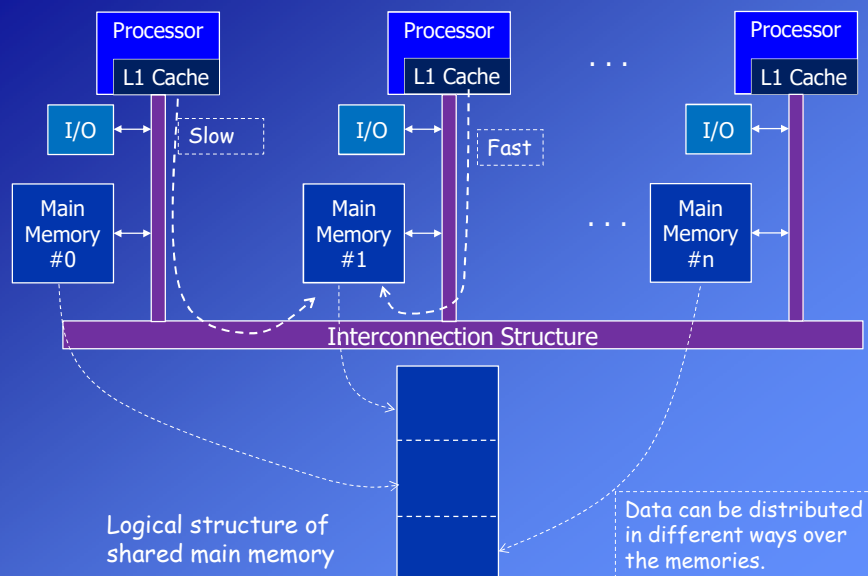 Processor
L1 Cache
Processor
L1 Cache
. . .
Processor
L1 Cache
I/O
Slow
I/O
Fast
I/O
Main
Memory
#0
Main
Memory
#1
. . .
Main
Memory
#n
Interconnection Structure
Logical structure of
shared main memory
Data can be distributed
in different ways over
the memories.